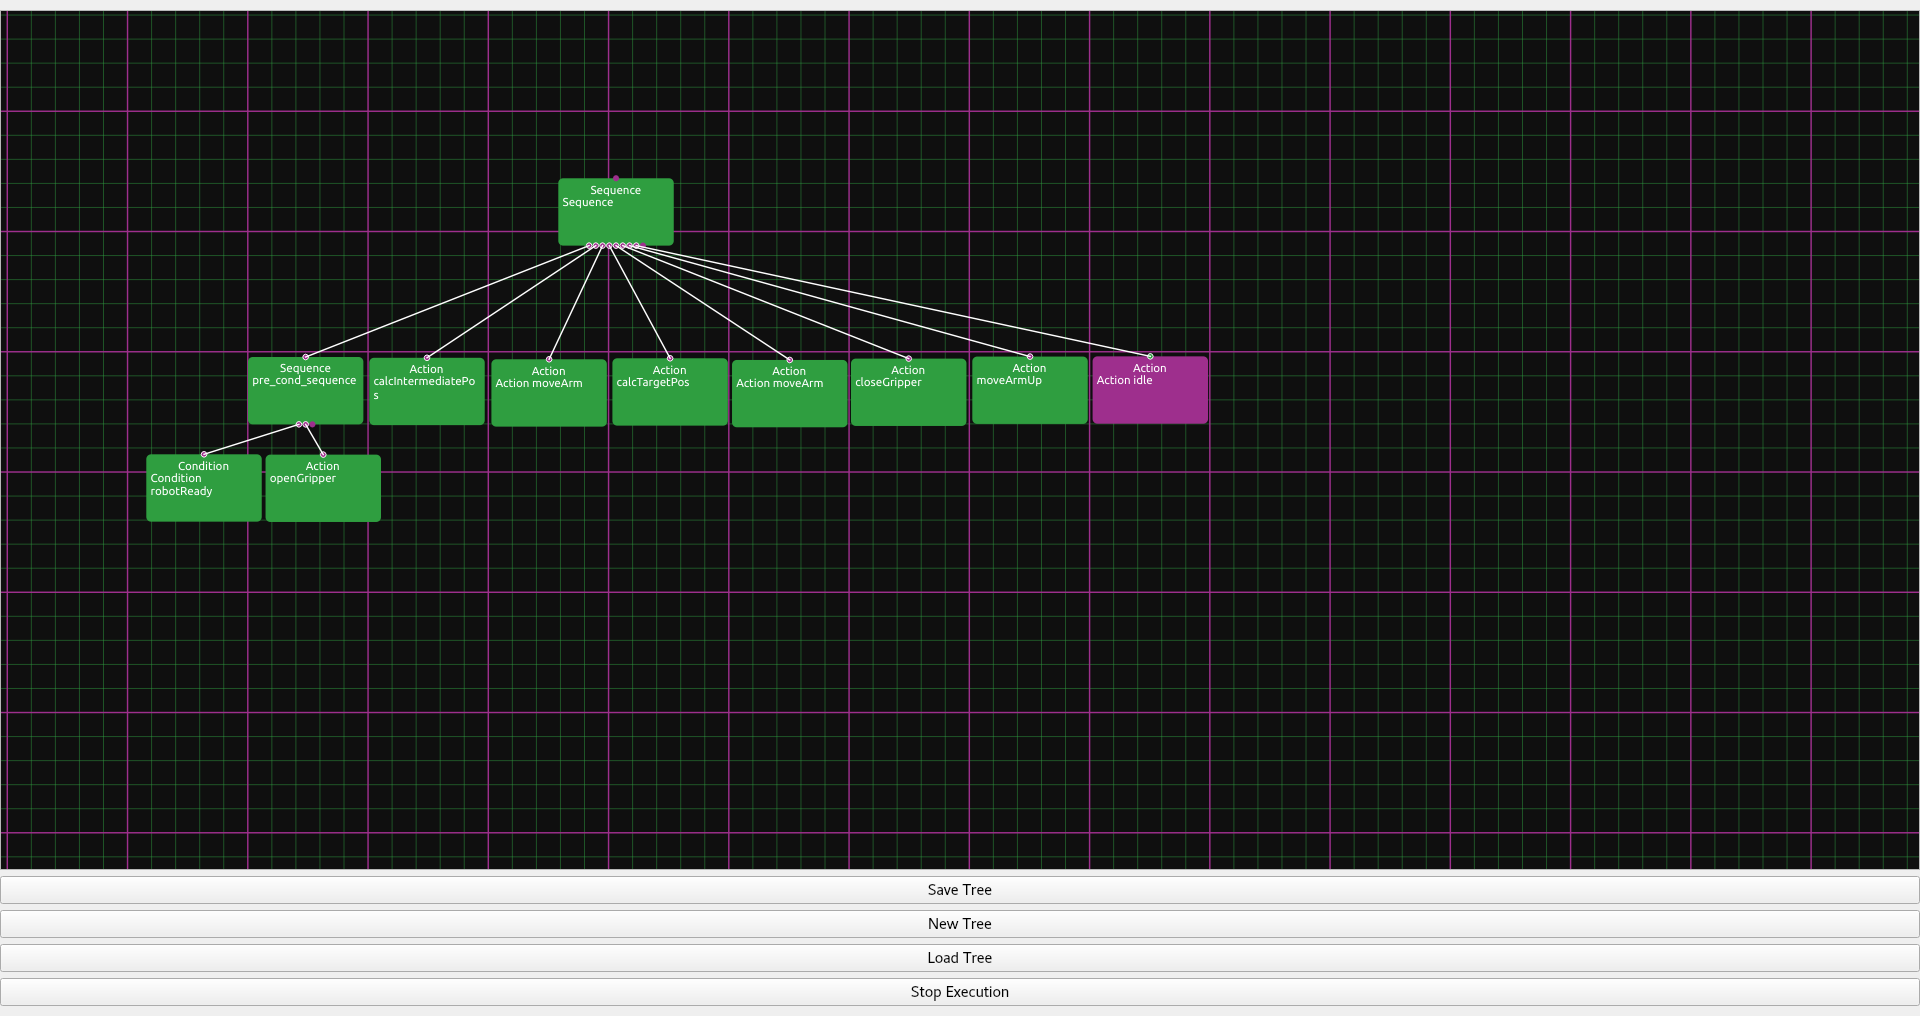 Sequence
Sequence
Sequence
pre_cond_sequence
Action
calcIntermediatePo
s
Action
Action moveArm
Action
calcTargetPos
Action
Action moveArm
Action
closeGripper
Action
moveArmUp
Action
Action idle
Condition
Condition
robotReady
Action
openGripper
Save Tree
New Tree
Load Tree
Stop Execution